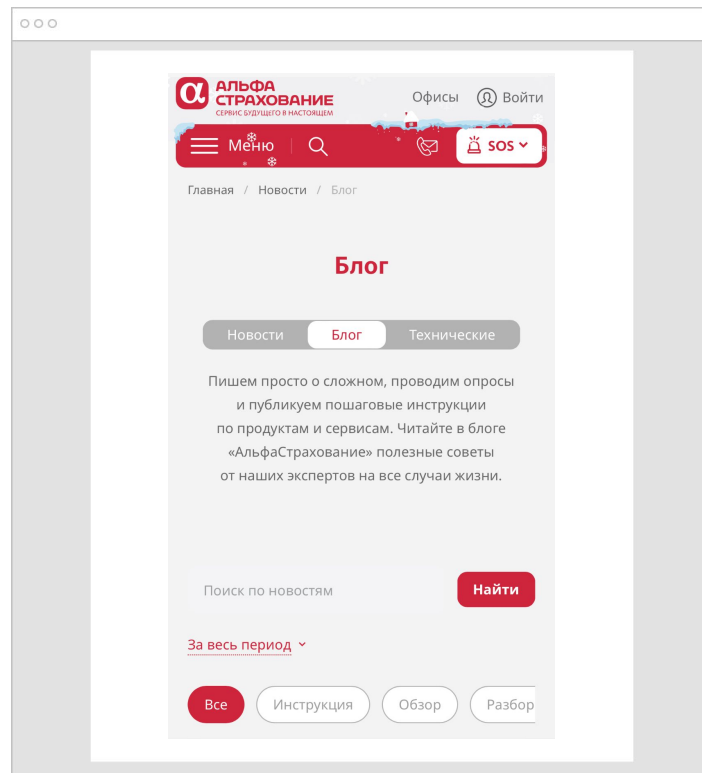 АЛЬФА
СТРАХОВАНИЕ
СЕРВИС БУДУЩЕГО В НАСТОЯЩЕМ
Офисы Войти
Меню SOS
Главная / Новости / Блог
Блог
Новости Блог Технические
Пишем просто о сложном, проводим опросы
и публикуем пошаговые инструкции
по продуктам и сервисам. Читайте в блоге
«АльфаСтрахование» полезные советы
от наших экспертов на все случаи жизни.
Поиск по новостям Найти
За весь период
Все Инструкция Обзор Разбор